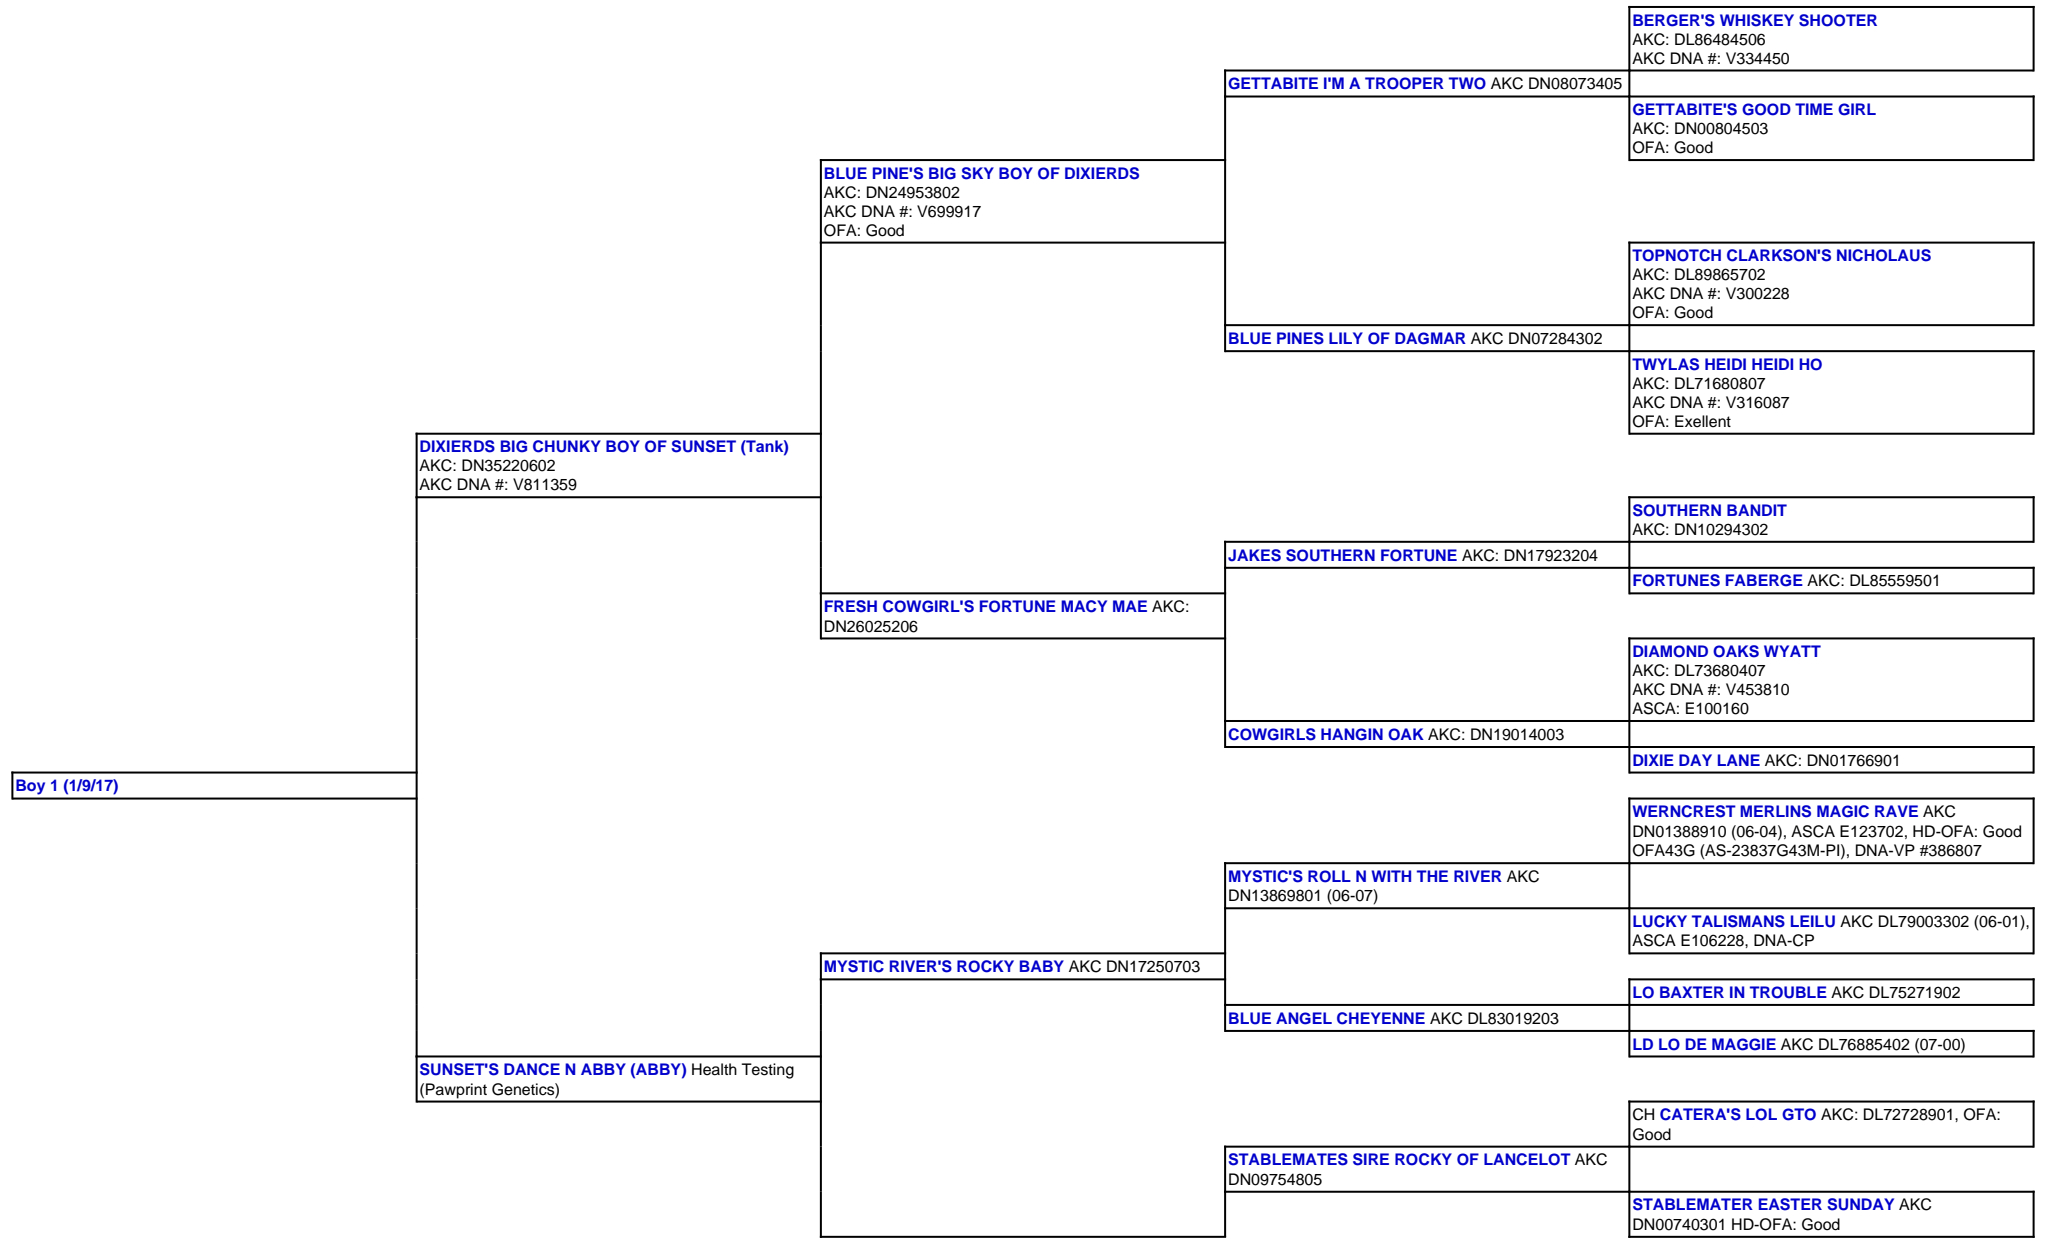 BERGER'S WHISKEY SHOOTER
AKC: DL86484506
AKC DNA #: V334450
GETTABITE I'M A TROOPER TWO AKC DN08073405
GETTABITE'S GOOD TIME GIRL
AKC: DN00804503
OFA: Good
BLUE PINE'S BIG SKY BOY OF DIXIERDS
AKC: DN24953802
AKC DNA #: V699917
OFA: Good
TOPNOTCH CLARKSON'S NICHOLAUS
AKC: DL89865702
AKC DNA #: V300228
OFA: Good
BLUE PINES LILY OF DAGMAR AKC DN07284302
TWYLAS HEIDI HEIDI HO
AKC: DL71680807
AKC DNA #: V316087
OFA: Exellent
DIXIERDS BIG CHUNKY BOY OF SUNSET (Tank)
AKC: DN35220602
AKC DNA #: V811359
SOUTHERN BANDIT
AKC: DN10294302
JAKES SOUTHERN FORTUNE AKC: DN17923204
FORTUNES FABERGE AKC: DL85559501
FRESH COWGIRL'S FORTUNE MACY MAE AKC:
DN26025206
DIAMOND OAKS WYATT
AKC: DL73680407
AKC DNA #: V453810
ASCA: E100160
COWGIRLS HANGIN OAK AKC: DN19014003
DIXIE DAY LANE AKC: DN01766901
Boy 1 (1/9/17)
WERNCREST MERLINS MAGIC RAVE AKC
DN01388910 (06-04), ASCA E123702, HD-OFA: Good
OFA43G (AS-23837G43M-PI), DNA-VP #386807
MYSTIC'S ROLL N WITH THE RIVER AKC
DN13869801 (06-07)
LUCKY TALISMANS LEILU AKC DL79003302 (06-01),
ASCA E106228, DNA-CP
MYSTIC RIVER'S ROCKY BABY AKC DN17250703
LO BAXTER IN TROUBLE AKC DL75271902
BLUE ANGEL CHEYENNE AKC DL83019203
LD LO DE MAGGIE AKC DL76885402 (07-00)
SUNSET'S DANCE N ABBY (ABBY) Health Testing
(Pawprint Genetics)
CH CATERA'S LOL GTO AKC: DL72728901, OFA:
Good
STABLEMATES SIRE ROCKY OF LANCELOT AKC
DN09754805
STABLEMATER EASTER SUNDAY AKC
DN00740301 HD-OFA: Good